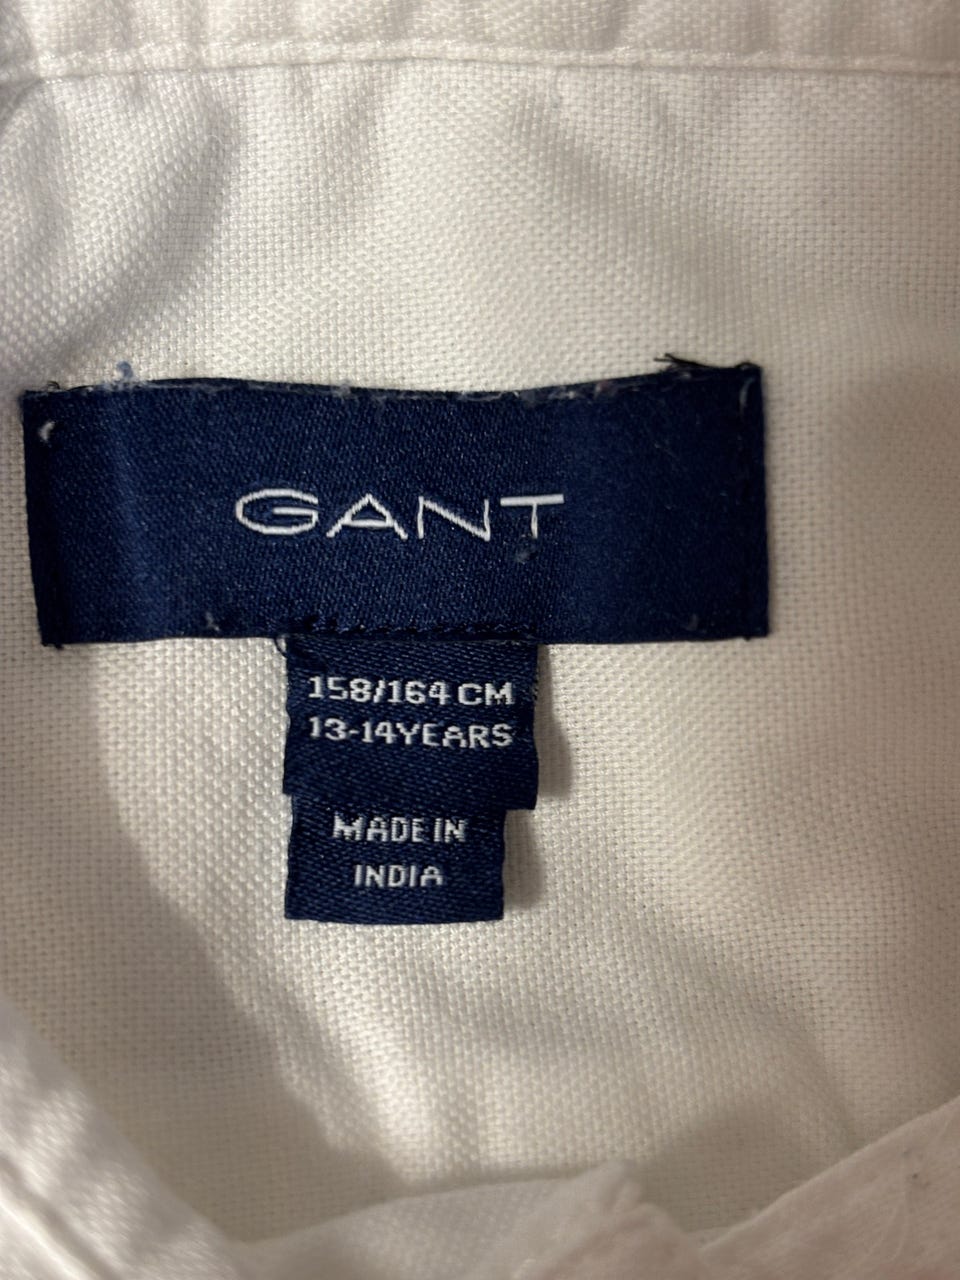 GANT
158/164 CM
13-14YEARS
MADE IN
INDIA